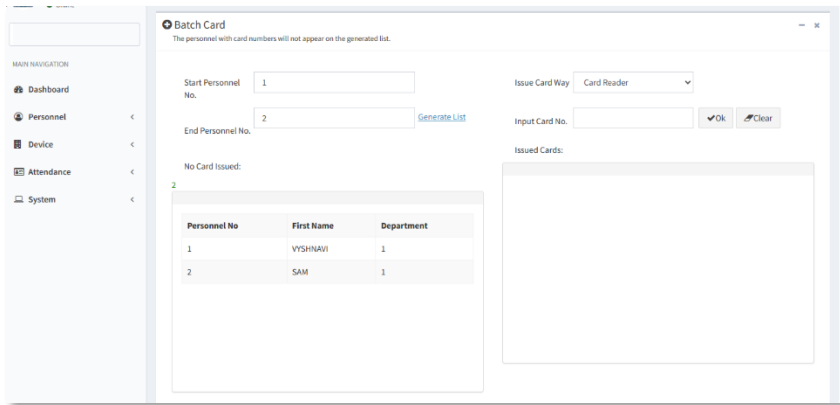 Batch Card
The personnel with card numbers will not appear on the generated list.
MAIN NAVIGATION
Dashboard
Personnel
Device
Attendance
System
Start Personnel No.
1
End Personnel No.
2
Generate List
No Card Issued:
2
Personnel No First Name Department
1 VYSHNAVI 1
2 SAM 1
Issue Card Way Card Reader
Input Card No. Ok Clear
Issued Cards: